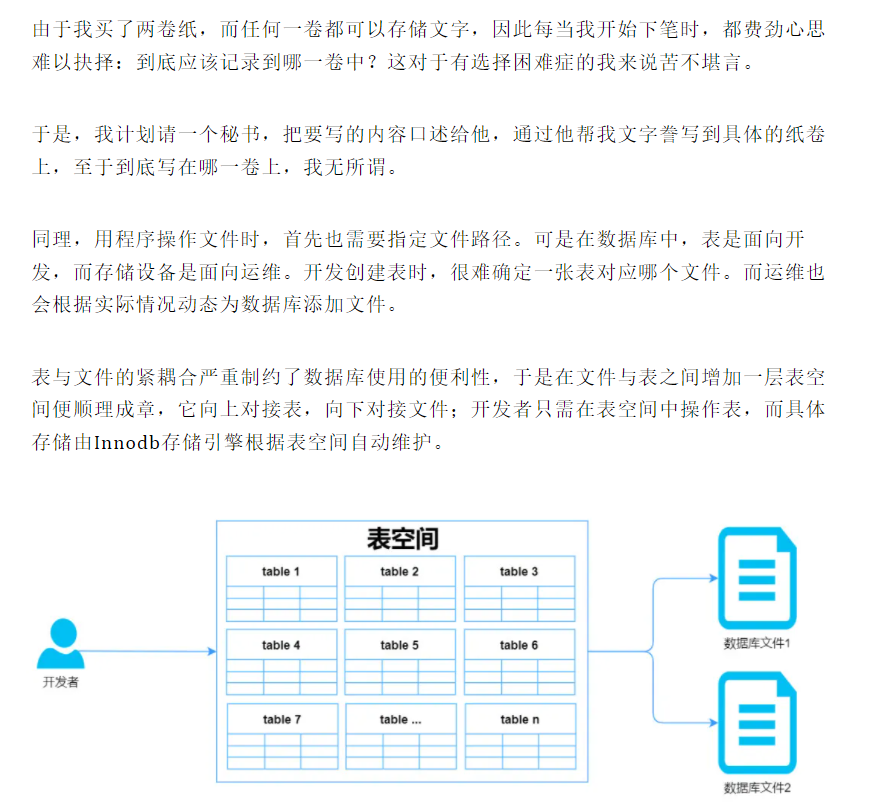 由于我买了两卷纸，而任何一卷都可以存储文字，因此每当我开始下笔时，都费劲心思
难以抉择：到底应该记录到哪一卷中？这对于有选择困难症的我来说苦不堪言。
于是，我计划请一个秘书，把要写的内容口述给他，通过他帮我文字誊写到具体的纸卷
上，至于到底写在哪一卷上，我无所谓。
同理，用程序操作文件时，首先也需要指定文件路径。可是在数据库中，表是面向开
发，而存储设备是面向运维。开发创建表时，很难确定一张表对应哪个文件。而运维也
会根据实际情况动态为数据库添加文件。
表与文件的紧耦合严重制约了数据库使用的便利性，于是在文件与表之间增加一层表空
间便顺理成章，它向上对接表，向下对接文件；开发者只需在表空间中操作表，而具体
存储由Innodb存储引擎根据表空间自动维护。
表空间
table 1
table 2
table 3
table 4
table 5
table 6
table 7
table ...
table n
开发者
数据库文件1
数据库文件2